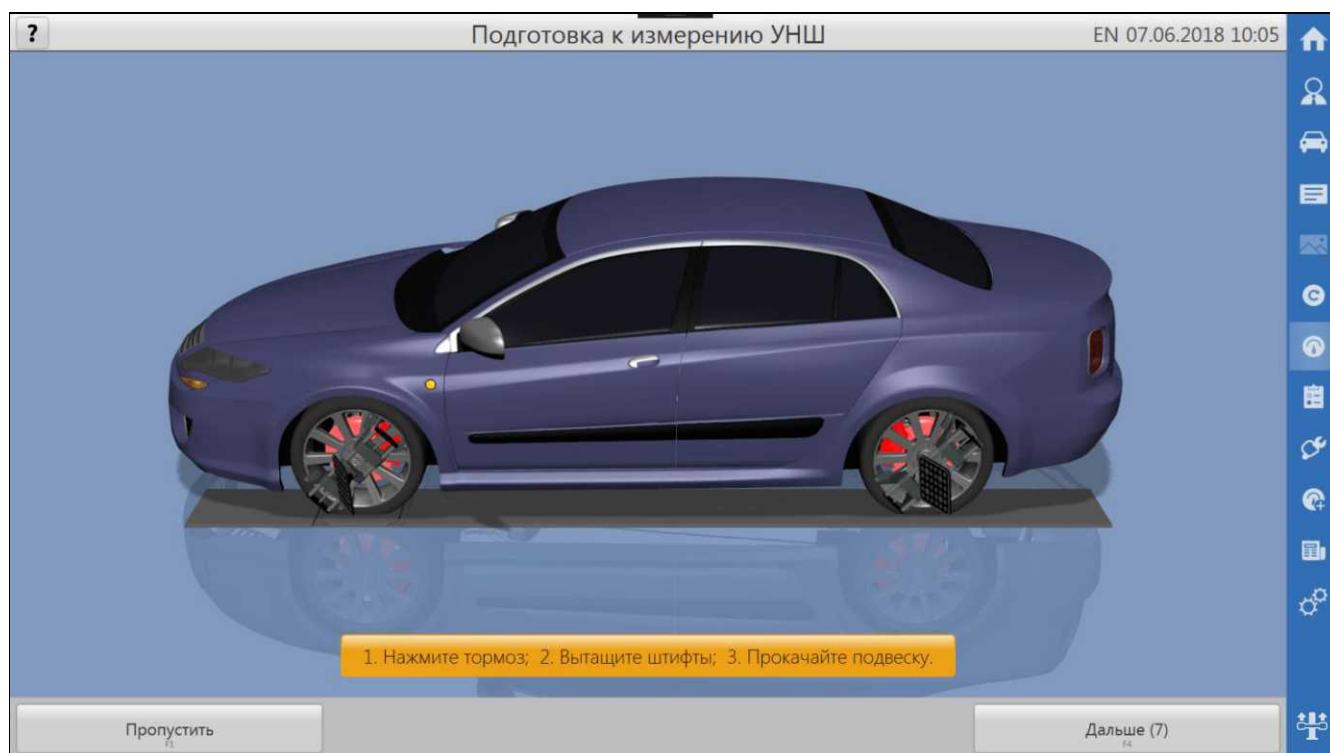 ?
Подготовка к измерению УНШ
EN 07.06.2018 10:05
1. Нажмите тормоз; 2. Вытащите штифты; 3. Прокачайте подвеску.
Пропустить
F1
Дальше (7)
F4